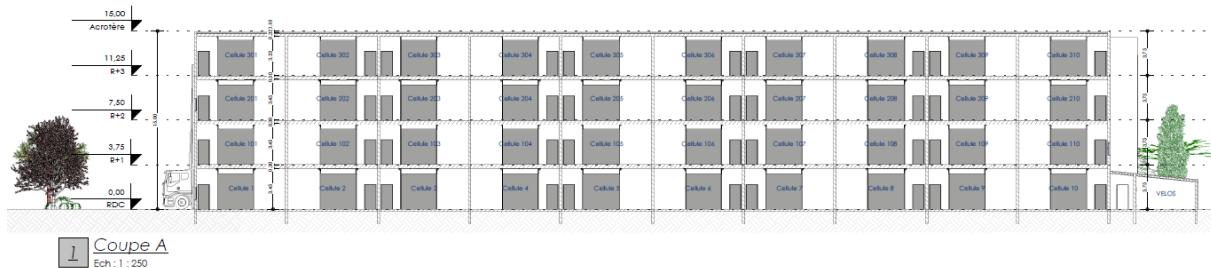 15,00
Acrotère
11,25
R+3
7,50
R+2
3,75
R+1
0,00
RDC
15,00
Cellule 301 Cellule 302 Cellule 303 Cellule 304 Cellule 305 Cellule 306 Cellule 307 Cellule 308 Cellule 309 Cellule 310
Cellule 201 Cellule 202 Cellule 203 Cellule 204 Cellule 205 Cellule 206 Cellule 207 Cellule 208 Cellule 209 Cellule 210
Cellule 101 Cellule 102 Cellule 103 Cellule 104 Cellule 105 Cellule 106 Cellule 107 Cellule 108 Cellule 109 Cellule 110
Cellule 1 Cellule 2 Cellule 3 Cellule 4 Cellule 5 Cellule 6 Cellule 7 Cellule 8 Cellule 9 Cellule 10
VELOS
1 Coupe A
Ech : 1 : 250